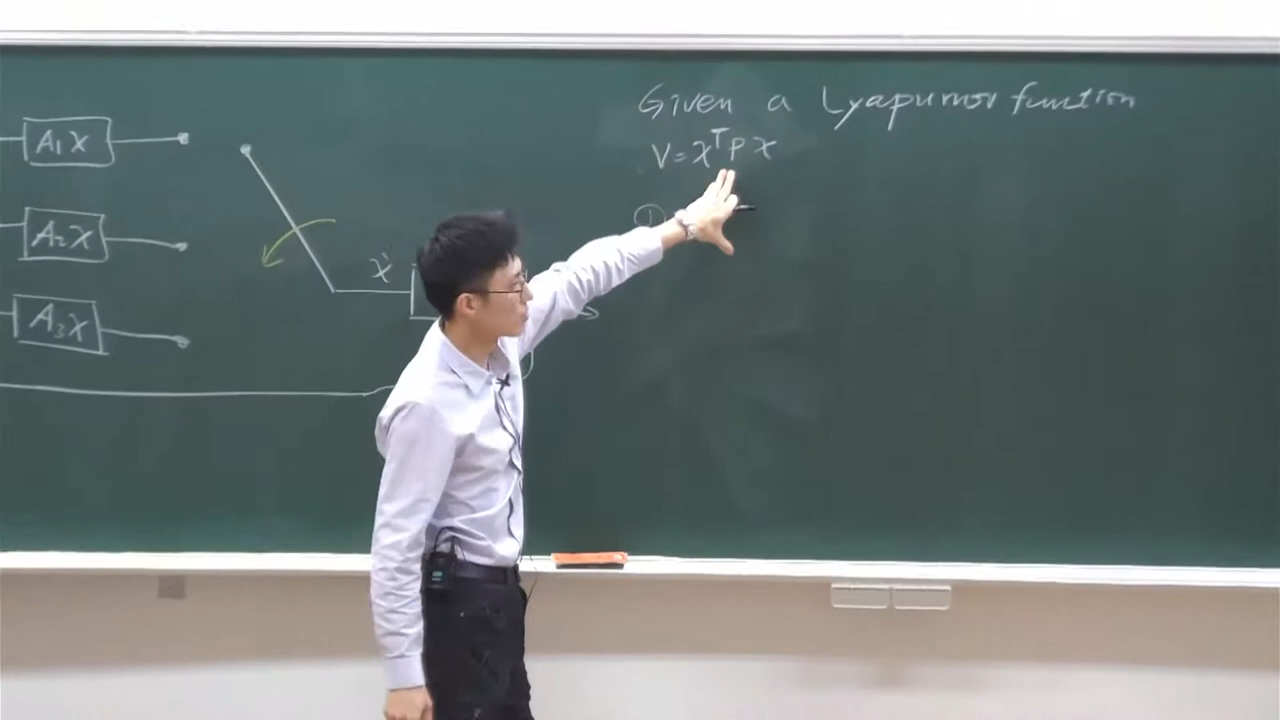 Given a Lyapunov function
V=xᵀPx
①
A₁x
A₂x
A₃x
ẋ